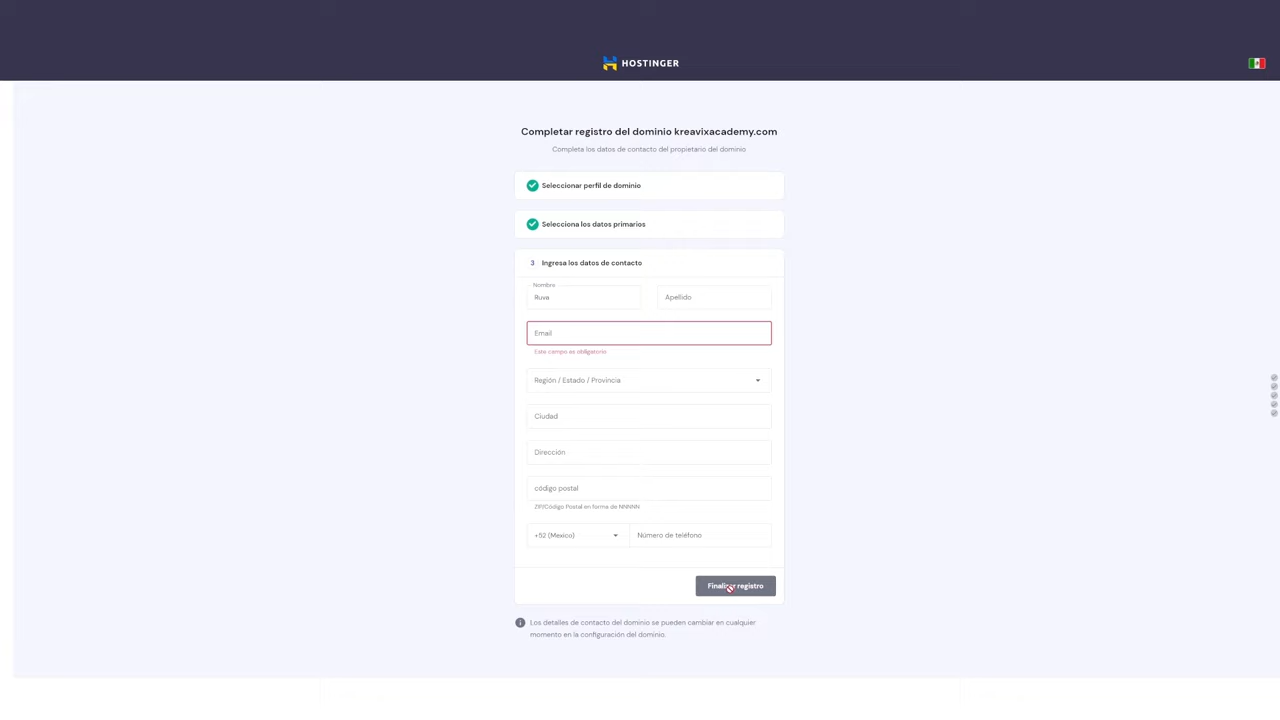 HOSTINGER
Completar registro del dominio kreavixacademy.com
Completa los datos de contacto del propietario del dominio
Seleccionar perfil de dominio
Selecciona los datos primarios
3 Ingresa los datos de contacto
Nombre
Ruva
Apellido
Email
Este campo es obligatorio
Región / Estado / Provincia
Ciudad
Dirección
código postal
ZIP/Código Postal en forma de NNNNN
+52 (Mexico)
Número de teléfono
Finalizar registro
Los detalles de contacto del dominio se pueden cambiar en cualquier
momento en la configuración del dominio.